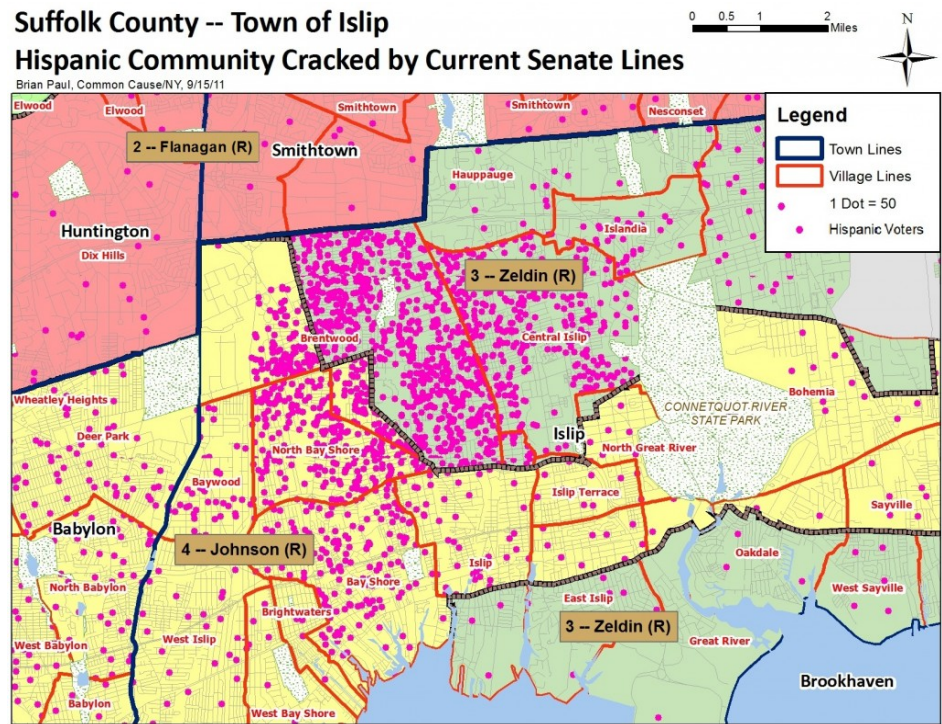 Suffolk County -- Town of Islip
Hispanic Community Cracked by Current Senate Lines
Brian Paul, Common Cause/NY, 9/15/11
0 0.5 1 2
Miles
N
Elwood
Elwood
Smithtown
Smithtown
Nesconset
2 -- Flanagan (R)
Smithtown
Hauppauge
Legend
Town Lines
Village Lines
1 Dot = 50
Hispanic Voters
Huntington
Dix Hills
Islandia
3 -- Zeldin (R)
Brentwood
Central Islip
Wheatley Heights
Bohemia
CONNETQUOT RIVER
STATE PARK
Deer Park
North Bay Shore
Islip
North Great River
Baywood
Islip Terrace
Sayville
Babylon
4 -- Johnson (R)
Islip
Oakdale
North Babylon
Bay Shore
East Islip
West Sayville
Brightwaters
West Babylon
West Islip
3 -- Zeldin (R)
Great River
Brookhaven
Babylon
West Bay Shore